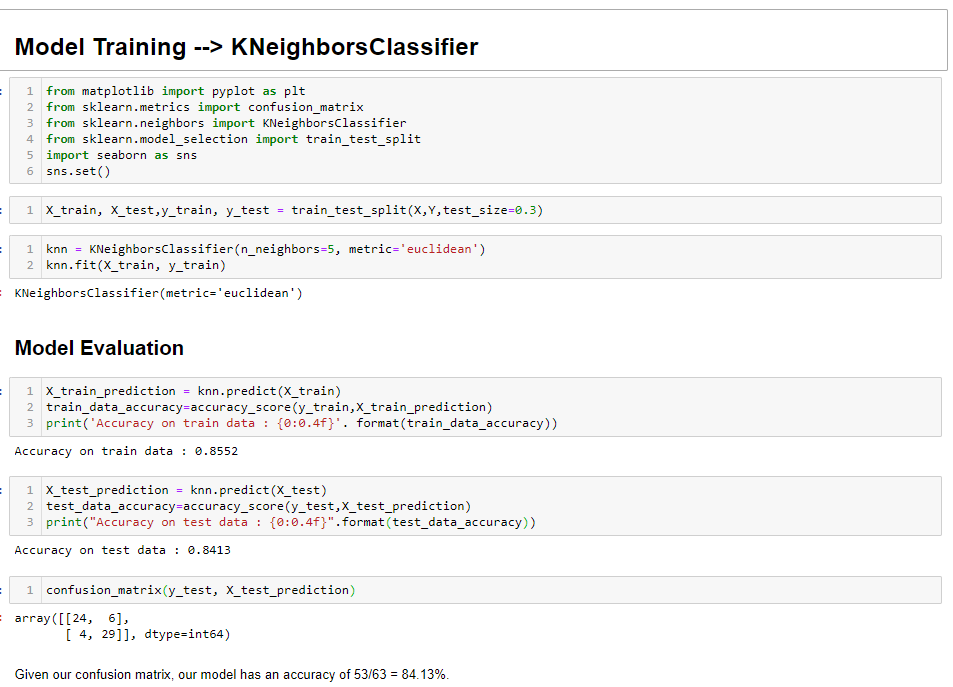 Model Training --> KNeighborsClassifier
1 from matplotlib import pyplot as plt
2 from sklearn.metrics import confusion_matrix
3 from sklearn.neighbors import KNeighborsClassifier
4 from sklearn.model_selection import train_test_split
5 import seaborn as sns
6 sns.set()
1 X_train, X_test,y_train, y_test = train_test_split(X,Y,test_size=0.3)
1 knn = KNeighborsClassifier(n_neighbors=5, metric='euclidean')
2 knn.fit(X_train, y_train)
KNeighborsClassifier(metric='euclidean')
Model Evaluation
1 X_train_prediction = knn.predict(X_train)
2 train_data_accuracy=accuracy_score(y_train,X_train_prediction)
3 print('Accuracy on train data : {0:0.4f}'. format(train_data_accuracy))
Accuracy on train data : 0.8552
1 X_test_prediction = knn.predict(X_test)
2 test_data_accuracy=accuracy_score(y_test,X_test_prediction)
3 print("Accuracy on test data : {0:0.4f}".format(test_data_accuracy))
Accuracy on test data : 0.8413
1 confusion_matrix(y_test, X_test_prediction)
array([[24,  6],
       [ 4, 29]], dtype=int64)
Given our confusion matrix, our model has an accuracy of 53/63 = 84.13%.